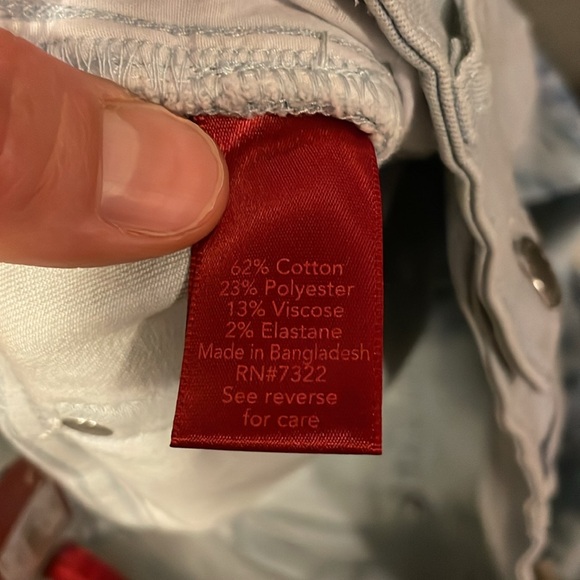 62% Cotton
23% Polyester
13% Viscose
2% Elastane
Made in Bangladesh
RN#7322
See reverse
for care